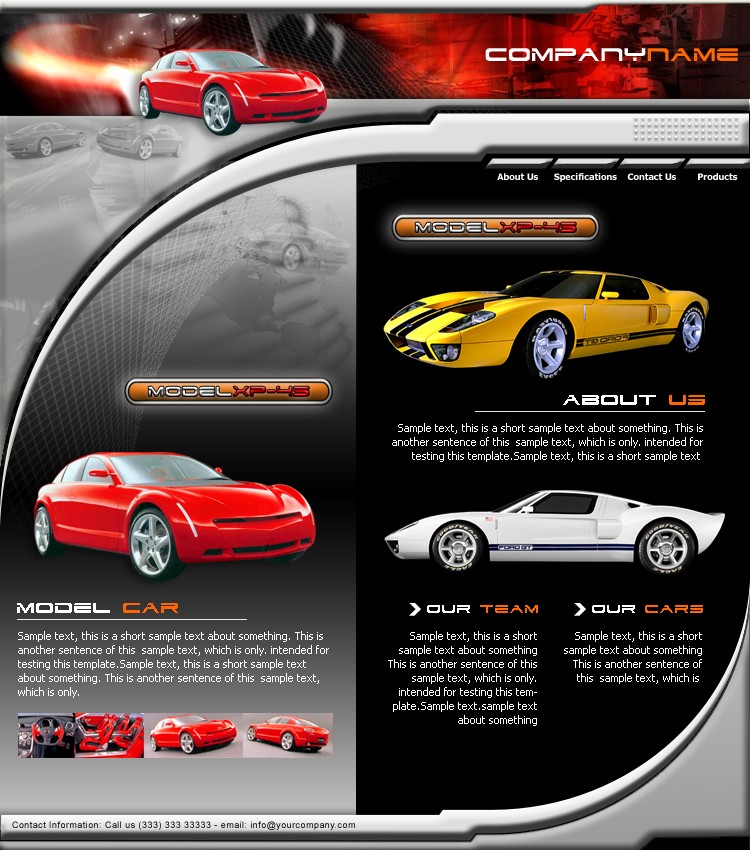 COMPANYNAME
About Us Specifications Contact Us Products
MODELXP-45
ABOUT US
Sample text, this is a short sample text about something. This is
another sentence of this sample text, which is only. intended for
testing this template.Sample text, this is a short sample text
FORD GT
OUR TEAM
Sample text, this is a short
sample text about something
This is another sentence of
this sample text, which is only.
intended for testing this tem-
plate.Sample text.sample text
about something
OUR CARS
Sample text, this is a short
sample text about something
This is another sentence of
this sample text, which is
MODELXP-45
MODEL CAR
Sample text, this is a short sample text about something. This is
another sentence of this sample text, which is only. intended for
testing this template.Sample text, this is a short sample text
about something. This is another sentence of this sample text,
which is only.
Contact Information: Call us (333) 333 33333 - email: info@yourcompany.com